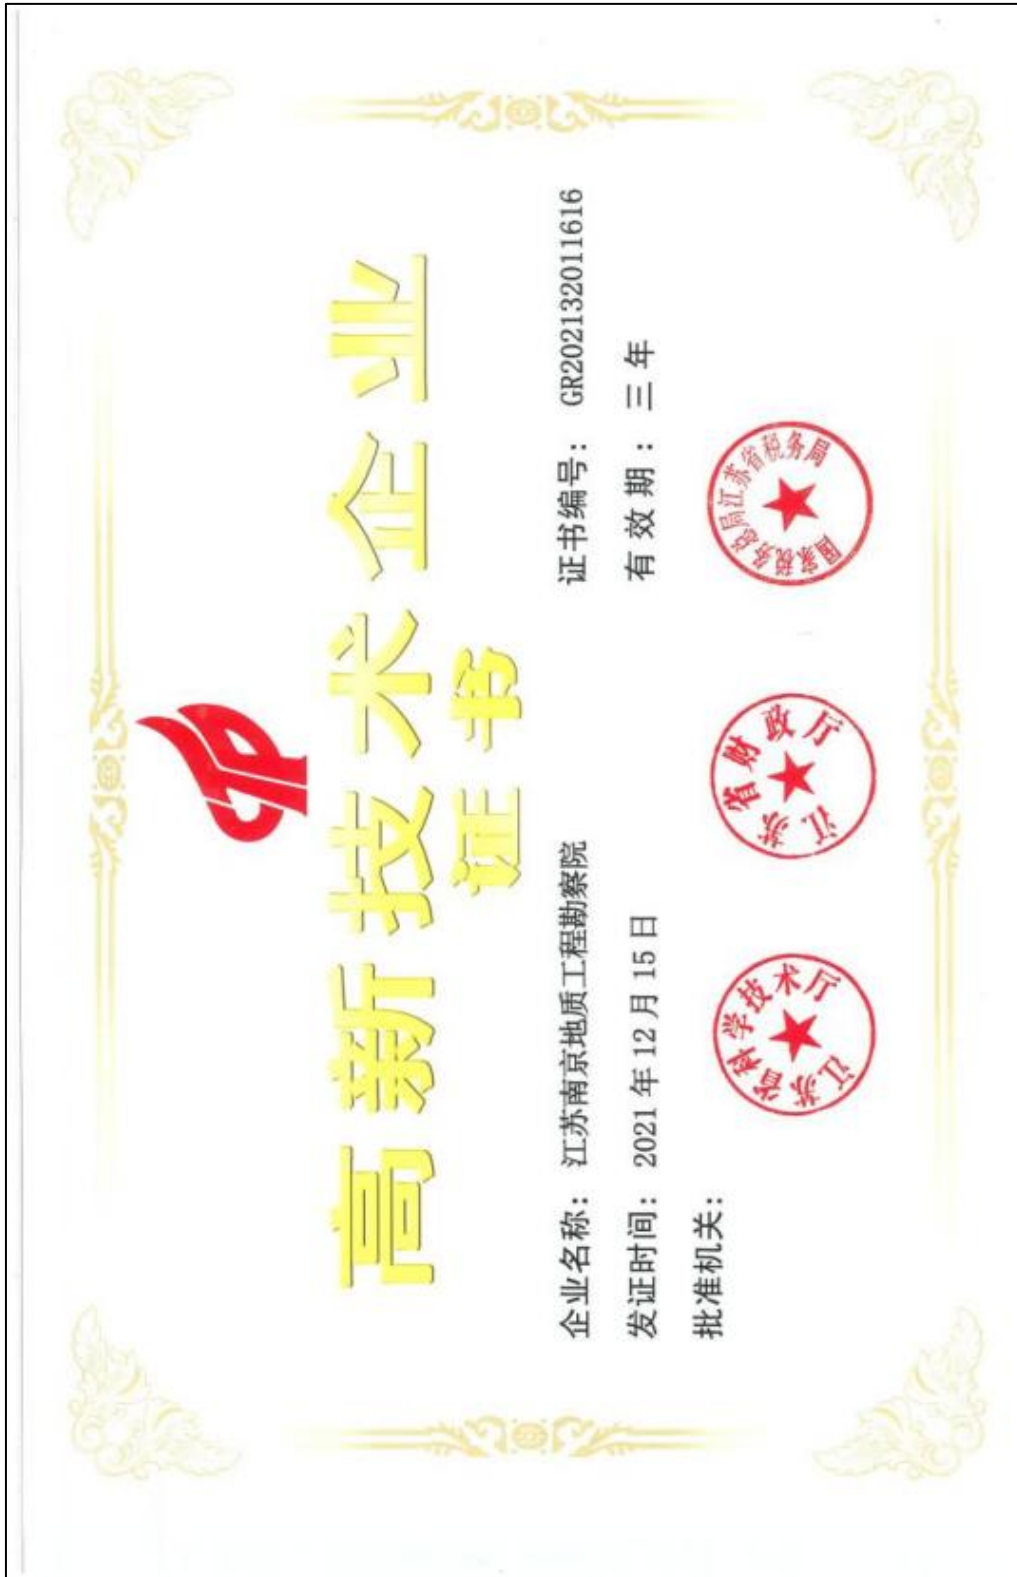 高新技术企业
证书
企业名称：江苏南京地质工程勘察院
证书编号：GR202132011616
发证时间：2021年12月15日
有效期：三年
批准机关：
江苏省科学技术厅
江苏省财政厅
国家税务总局江苏省税务局